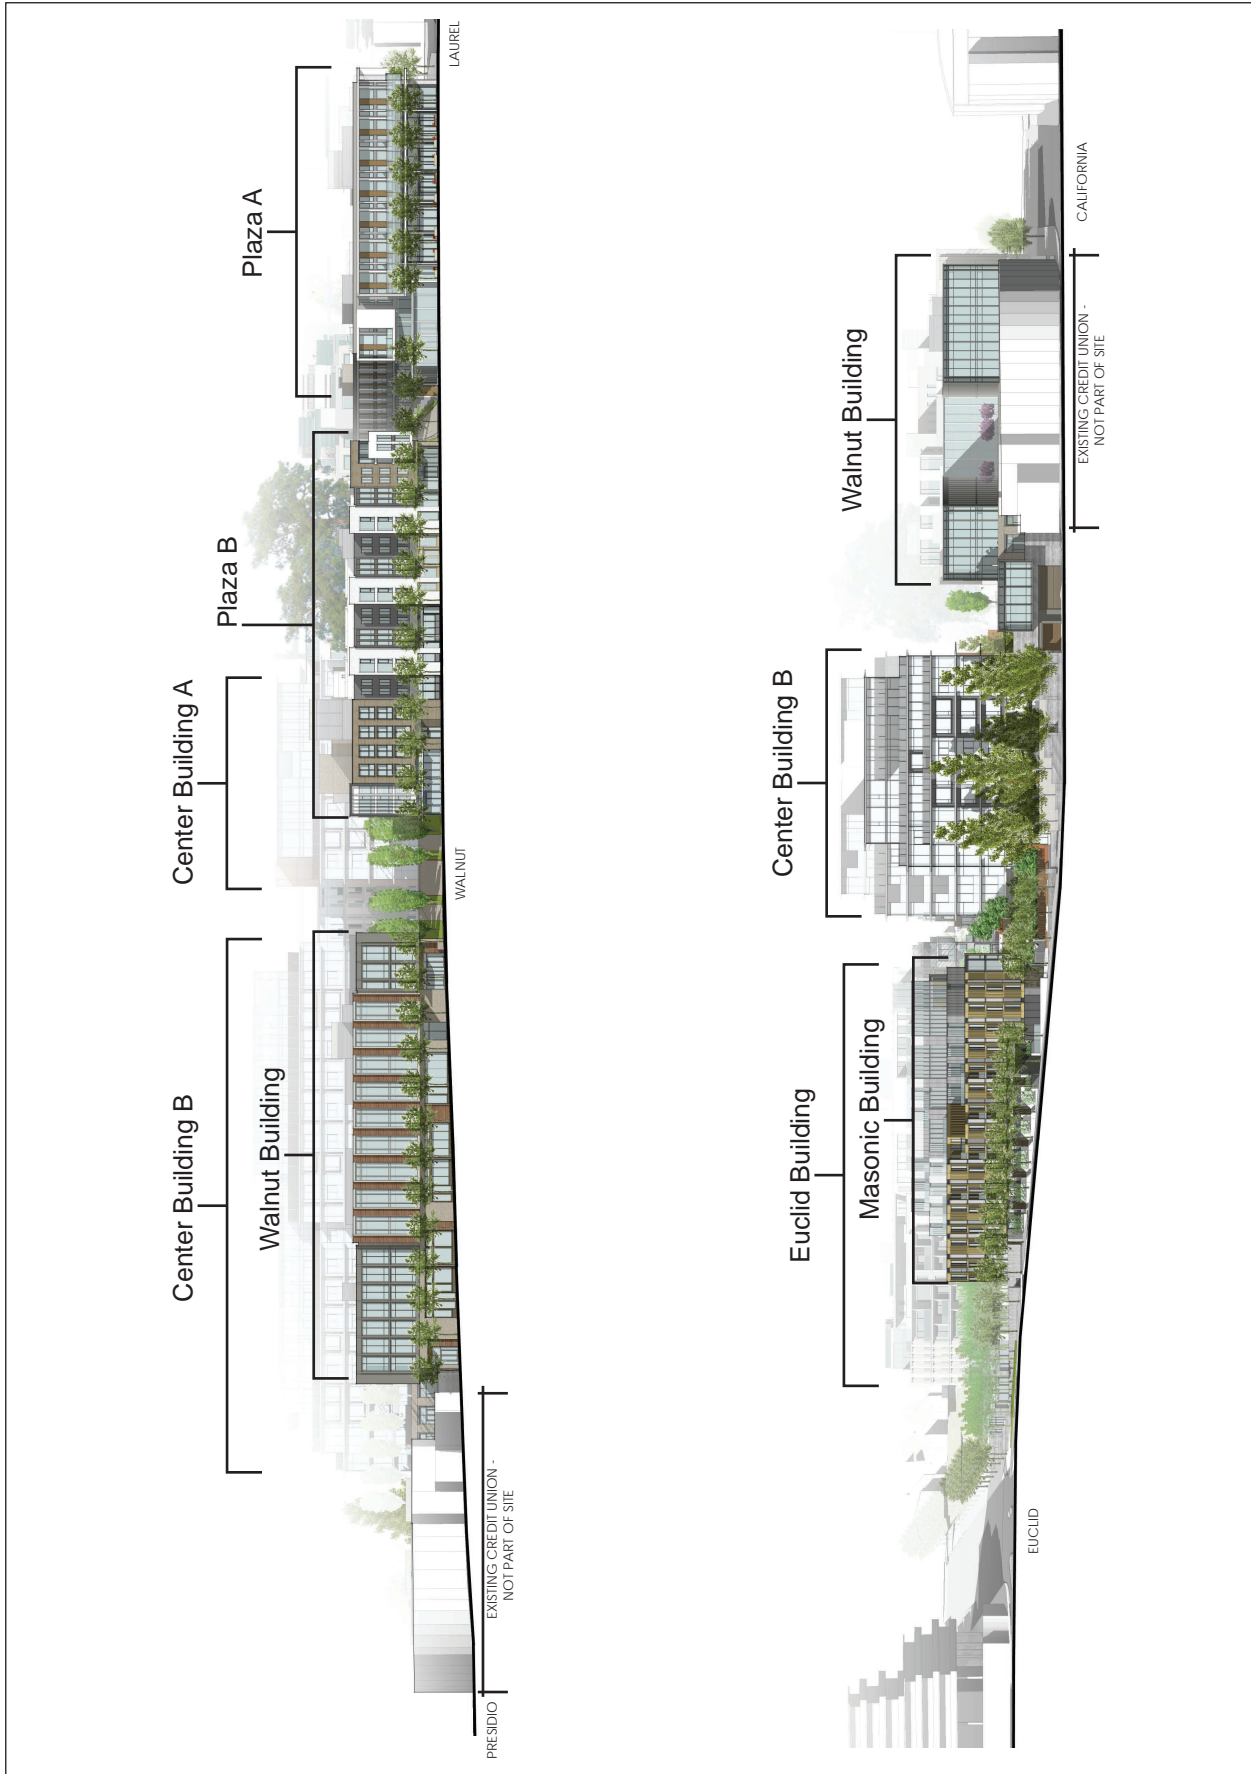 Center Building B
Walnut Building
Center Building A
Plaza B
Plaza A
PRESIDIO
EXISTING CREDIT UNION -
NOT PART OF SITE
WALNUT
LAUREL
Euclid Building
Masonic Building
Center Building B
Walnut Building
EUCLID
EXISTING CREDIT UNION -
NOT PART OF SITE
CALIFORNIA